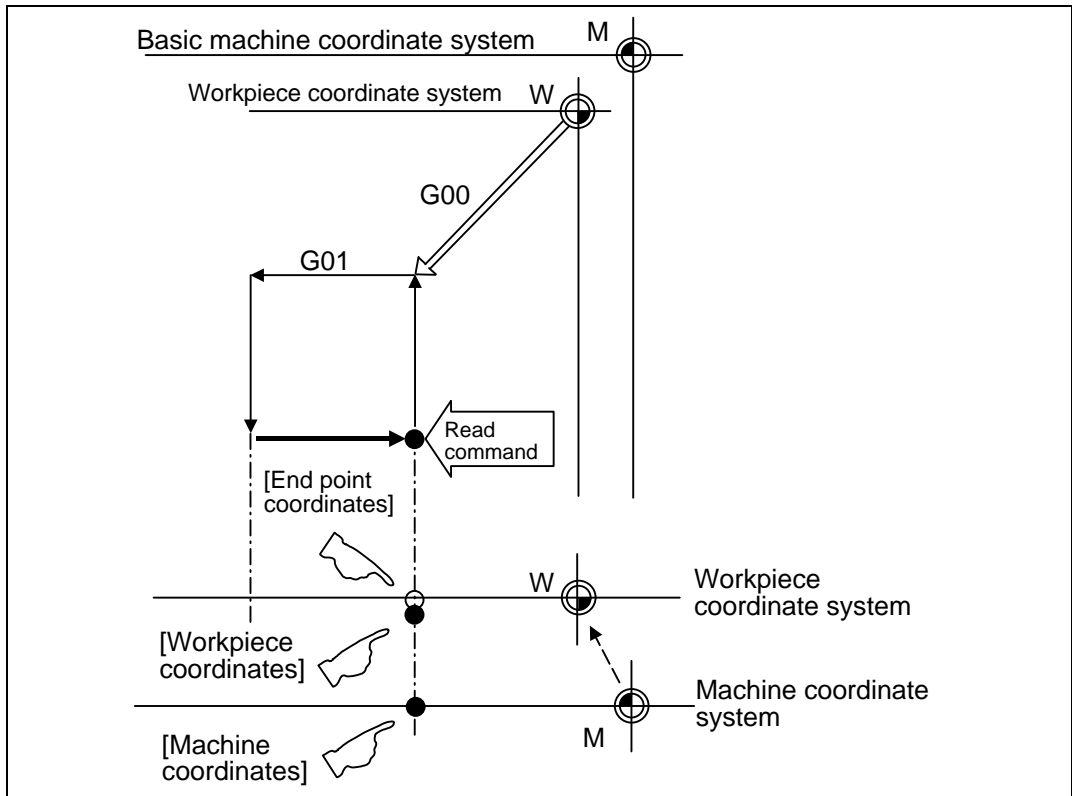 Basic machine coordinate system
M
Workpiece coordinate system
W
G00
G01
Read
command
[End point
coordinates]
W
Workpiece
coordinate system
[Workpiece
coordinates]
Machine coordinate
system
M
[Machine
coordinates]